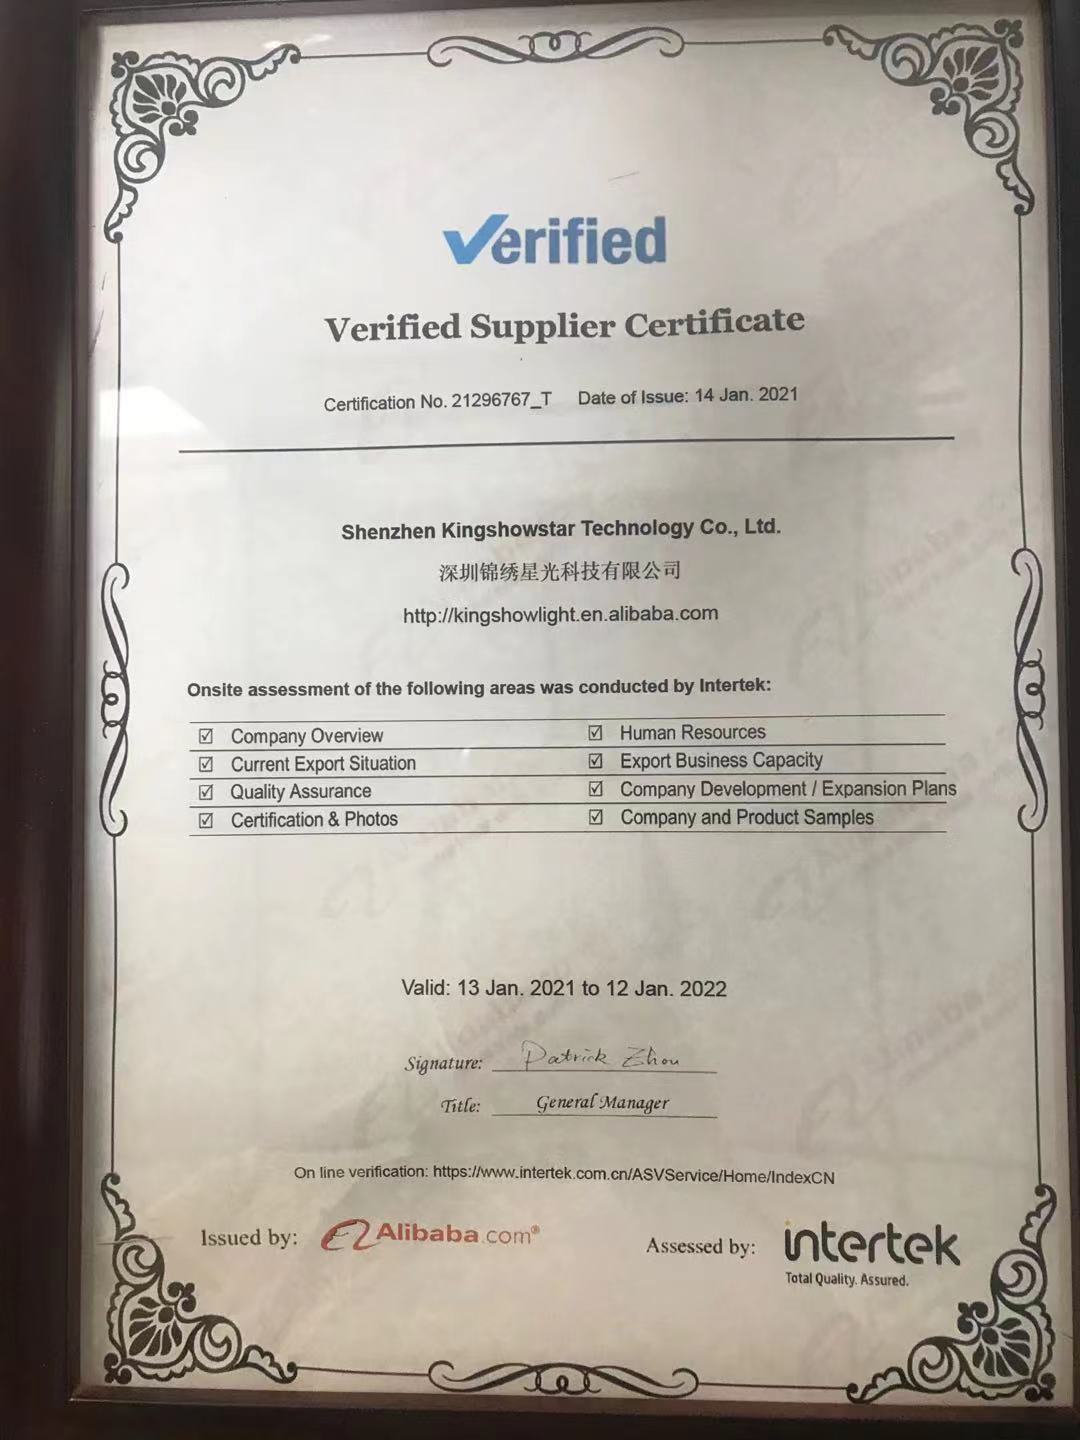 Verified
Verified Supplier Certificate
Certification No. 21296767_T Date of Issue: 14 Jan. 2021
Shenzhen Kingshowstar Technology Co., Ltd.
深圳锦绣星光科技有限公司
http://kingshowlight.en.alibaba.com
Onsite assessment of the following areas was conducted by Intertek:
☑ Company Overview ☑ Human Resources
☑ Current Export Situation ☑ Export Business Capacity
☑ Quality Assurance ☑ Company Development / Expansion Plans
☑ Certification & Photos ☑ Company and Product Samples
Valid: 13 Jan. 2021 to 12 Jan. 2022
Signature: Patrick Zhou
Title: General Manager
On line verification: https://www.intertek.com.cn/ASVService/Home/IndexCN
Issued by: Alibaba.com®
Assessed by: intertek
Total Quality. Assured.